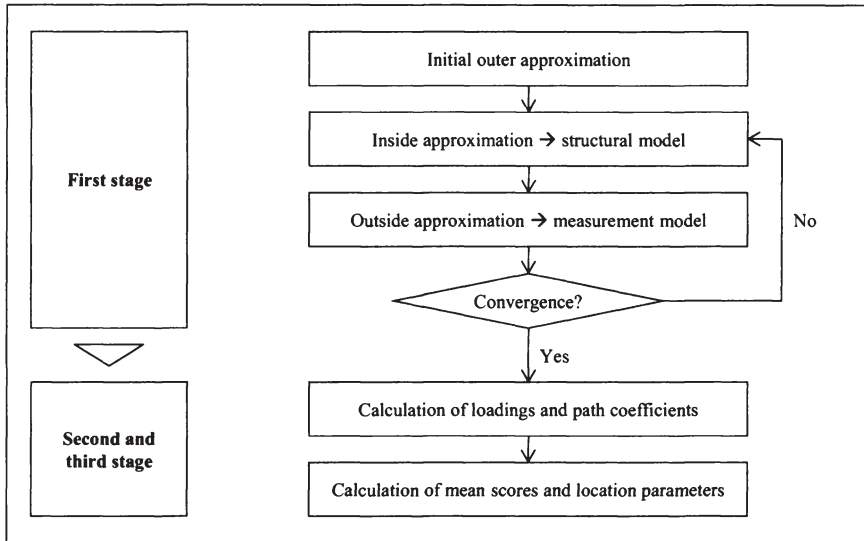 Initial outer approximation
Inside approximation → structural model
First stage
Outside approximation → measurement model
No
Convergence?
Yes
Calculation of loadings and path coefficients
Second and
third stage
Calculation of mean scores and location parameters